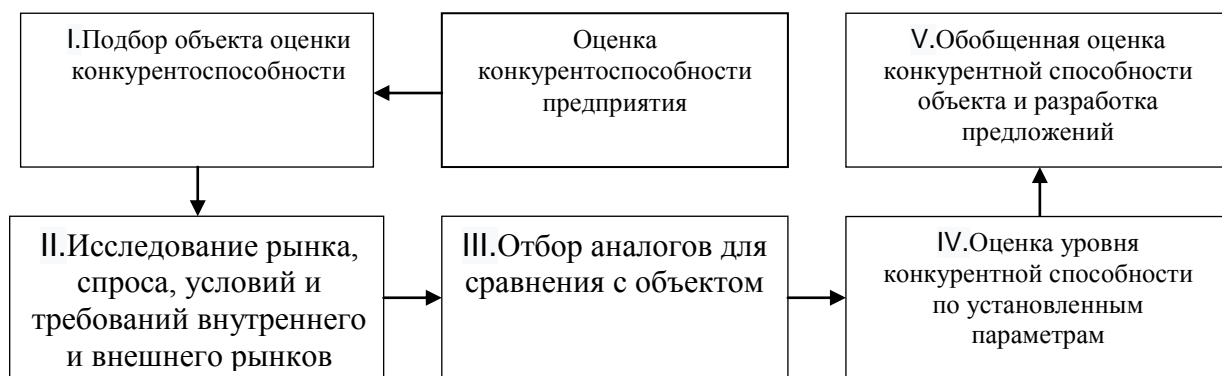 I.Подбор объекта оценки
конкурентоспособности
Оценка
конкурентоспособности
предприятия
V.Обобщенная оценка
конкурентной способности
объекта и разработка
предложений
II.Исследование рынка,
спроса, условий и
требований внутреннего
и внешнего рынков
III.Отбор аналогов для
сравнения с объектом
IV.Оценка уровня
конкурентной способности
по установленным
параметрам